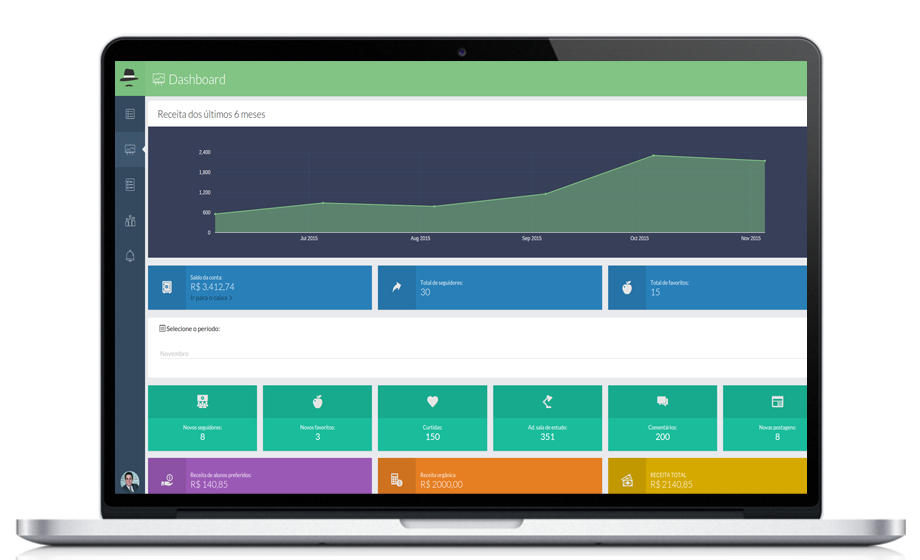 Dashboard
Receita dos últimos 6 meses
2,400
1,800
1,200
600
0
Jul 2015
Aug 2015
Sep 2015
Oct 2015
Nov 2015
Saldo da conta:
R$ 3.412,74
Ir para o caixa >
Total de seguidores:
30
Total de favoritos:
15
Selecione o período:
Novembro
Novos seguidores:
8
Novos favoritos:
3
Curtidas:
150
Ad. sala de estudo:
351
Comentários:
200
Novas postagens:
8
Receita de alunos preferidos:
R$ 140,85
Receita orgânica:
R$ 2000,00
RECEITA TOTAL
R$ 2140,85